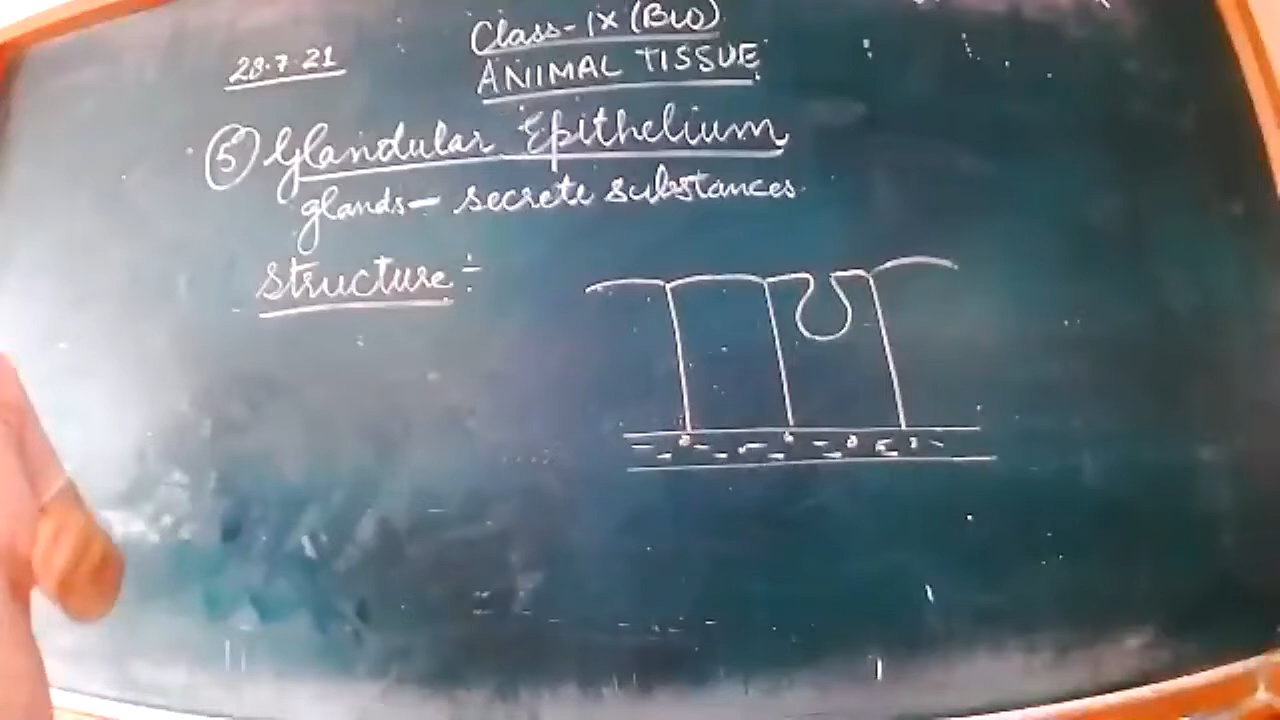 Class-IX (Bio)
28.7.21
ANIMAL TISSUE
5 Glandular Epithelium
glands- secrete substances
Structure:-